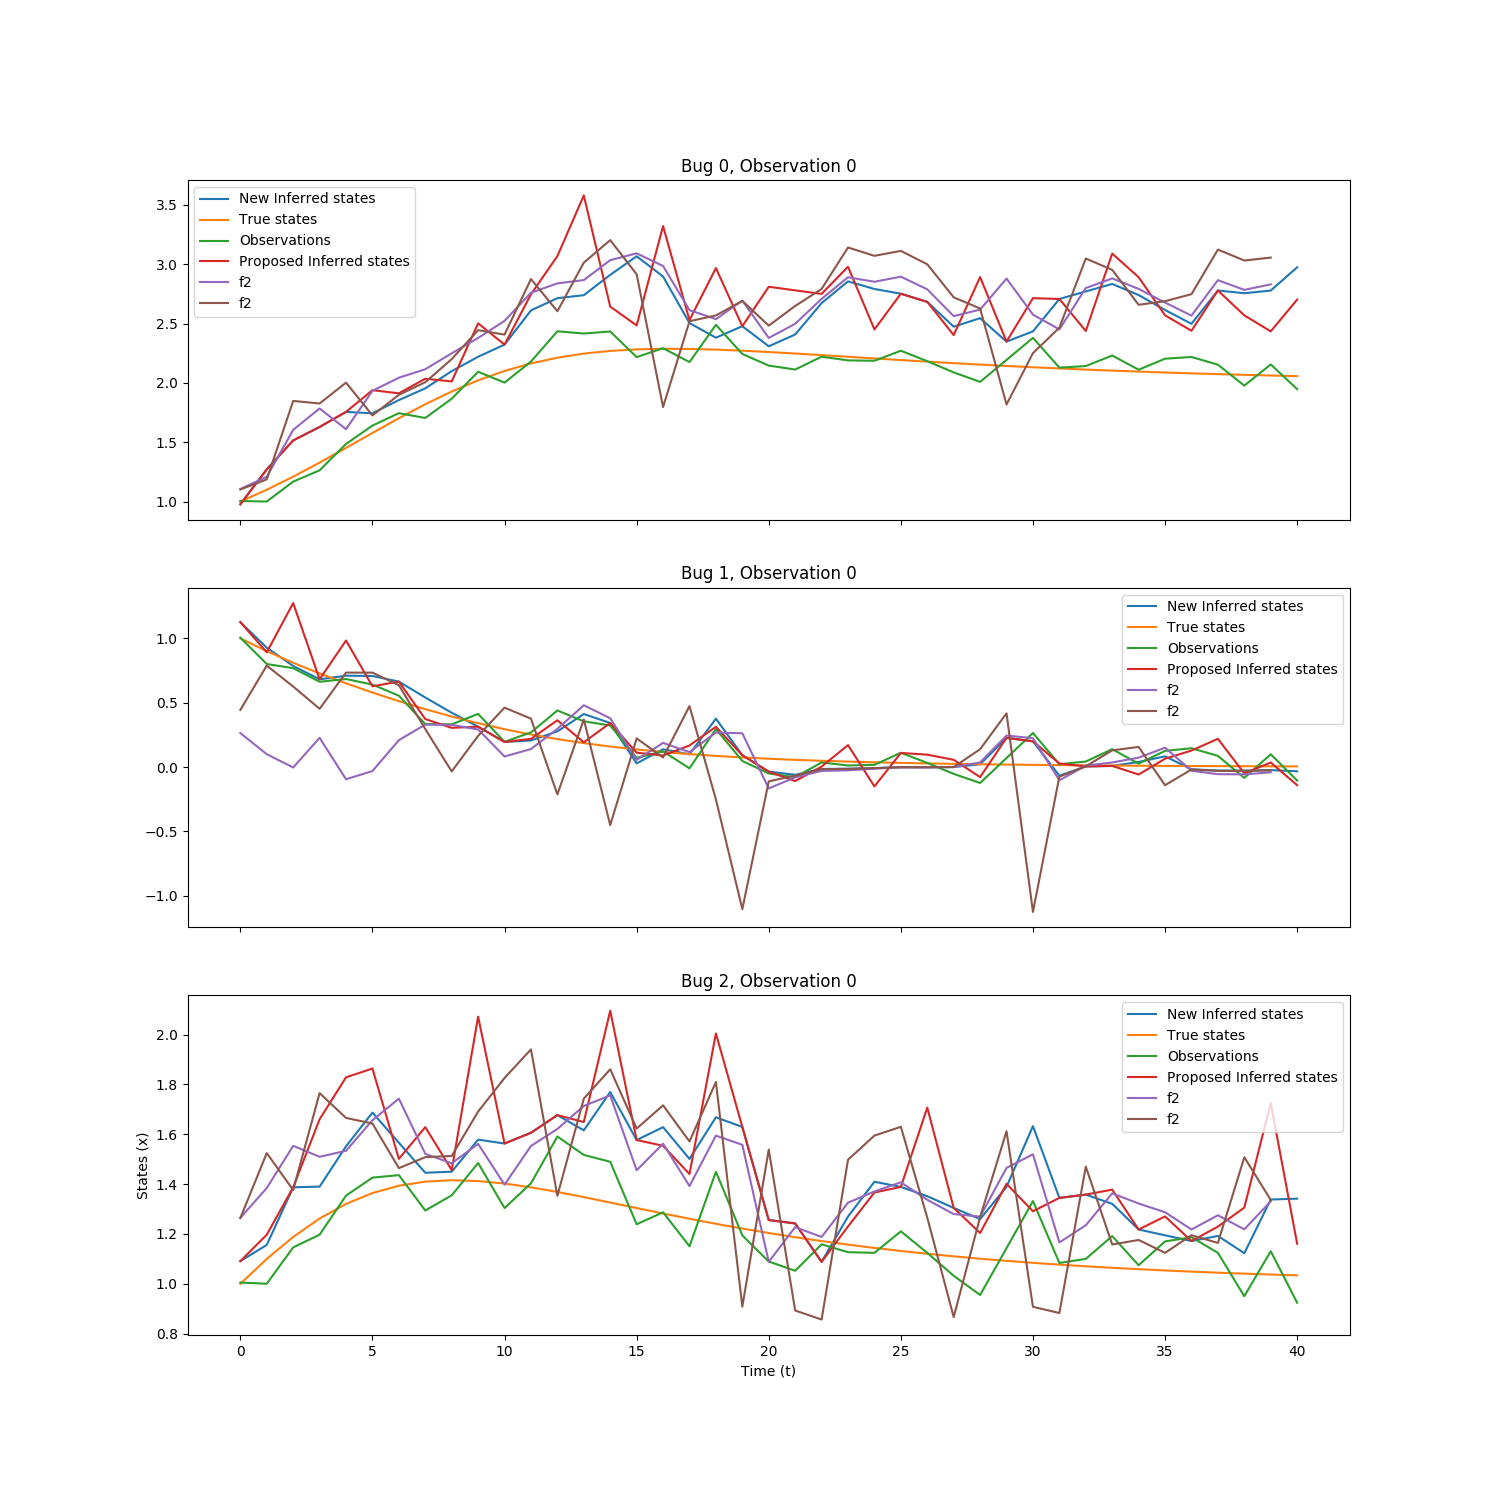 Bug 0, Observation 0
New Inferred states
True states
Observations
Proposed Inferred states
f2
f2
3.5
3.0
2.5
2.0
1.5
1.0
Bug 1, Observation 0
New Inferred states
True states
Observations
Proposed Inferred states
f2
f2
1.0
0.5
0.0
−0.5
−1.0
Bug 2, Observation 0
New Inferred states
True states
Observations
Proposed Inferred states
f2
f2
2.0
1.8
1.6
1.4
1.2
1.0
0.8
States (x)
0 5 10 15 20 25 30 35 40
Time (t)